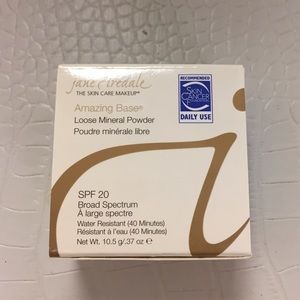 jane iredale
THE SKIN CARE MAKEUP®
Amazing Base®
Loose Mineral Powder
Poudre minérale libre
RECOMMENDED
SKIN
CANCER
DAILY USE
SPF 20
Broad Spectrum
À large spectre
Water Resistant (40 Minutes)
Résistant à l'eau (40 Minutes)
Net Wt. 10.5 g/.37 oz ℮